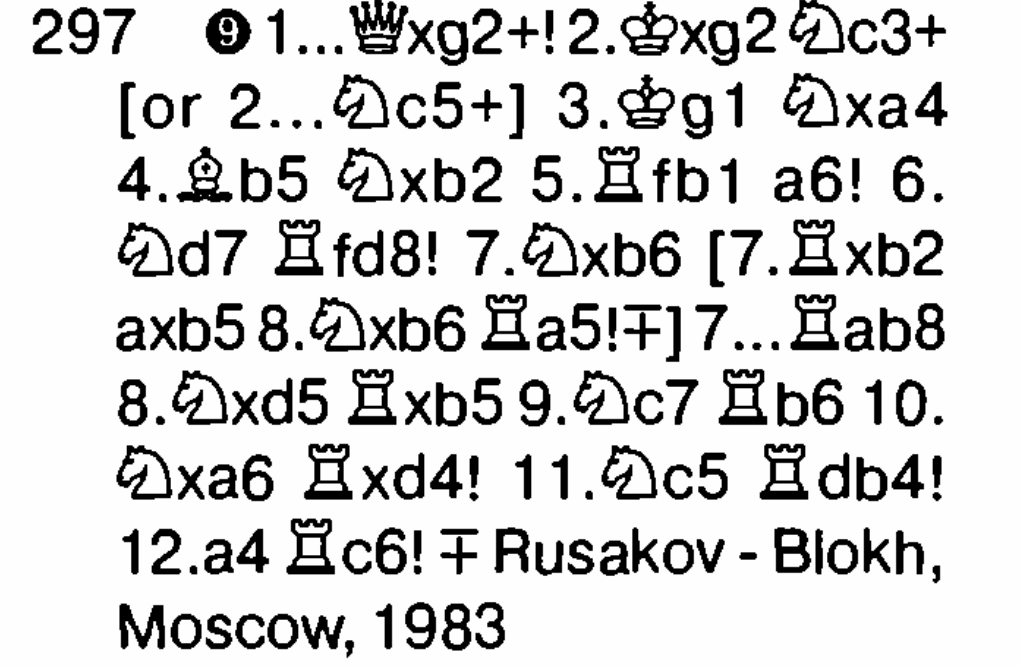 297 ❾ 1...♕xg2+! 2.♔xg2 ♘c3+
[or 2...♘c5+] 3.♔g1 ♘xa4
4.♗b5 ♘xb2 5.♖fb1 a6! 6.
♘d7 ♖fd8! 7.♘xb6 [7.♖xb2
axb5 8.♘xb6 ♖a5!∓] 7...♖ab8
8.♘xd5 ♖xb5 9.♘c7 ♖b6 10.
♘xa6 ♖xd4! 11.♘c5 ♖db4!
12.a4 ♖c6! ∓ Rusakov - Blokh,
Moscow, 1983